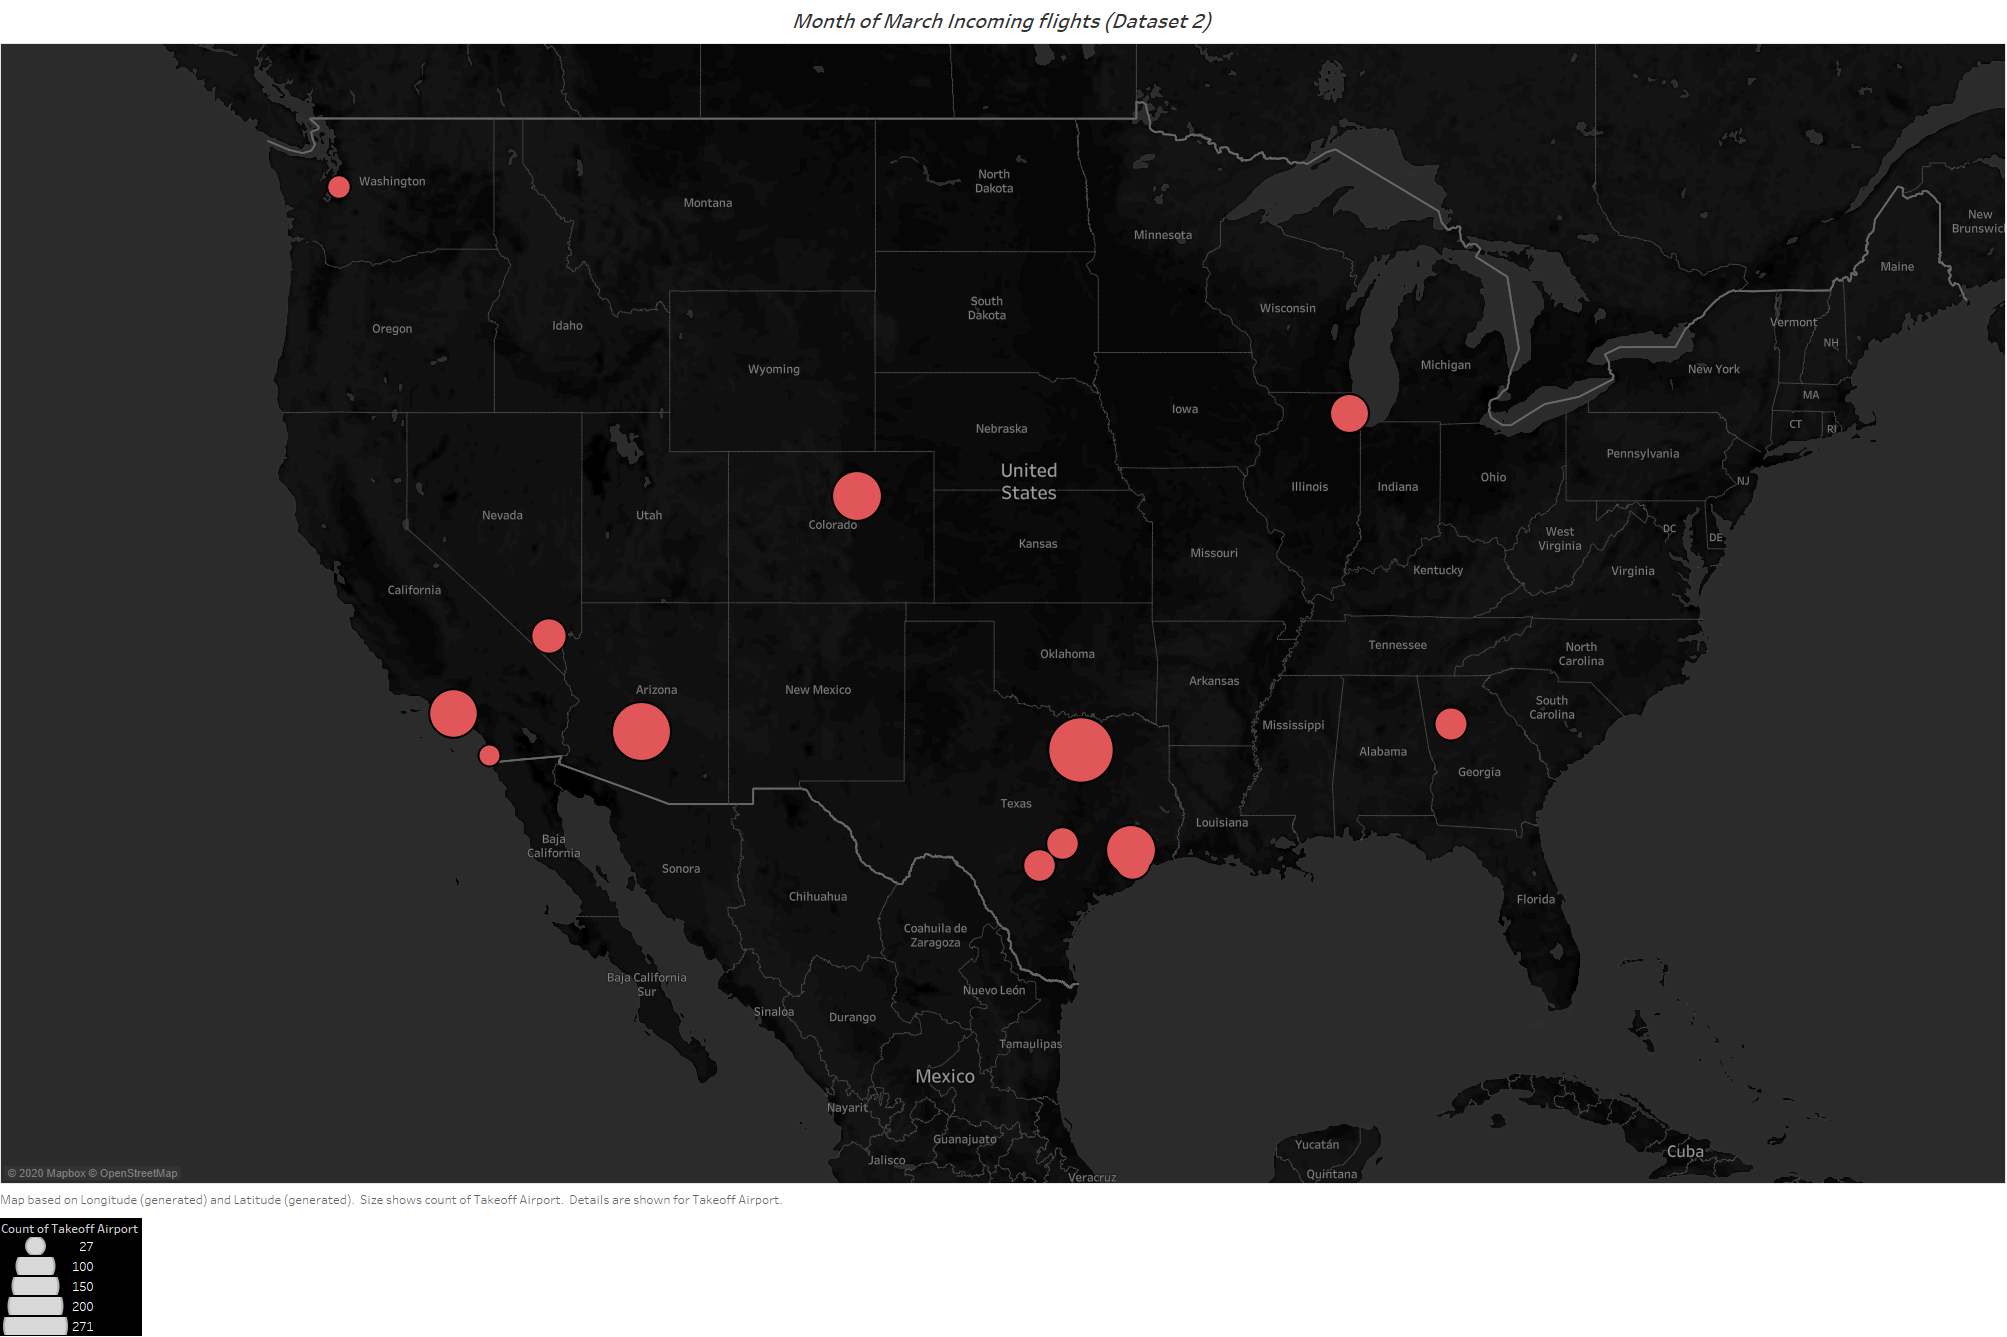 Month of March Incoming flights (Dataset 2)
Washington
Montana
North
Dakota
Minnesota
New
Brunswic
Maine
Oregon
Idaho
South
Dakota
Wisconsin
Vermont
NH
Wyoming
Michigan
New York
MA
Iowa
CT
RI
Nebraska
Pennsylvania
United
States
NJ
Illinois
Indiana
Ohio
Nevada
Utah
Colorado
DC
West
Virginia
DE
Kansas
Missouri
Kentucky
Virginia
California
Tennessee
North
Carolina
Oklahoma
Arkansas
Arizona
New Mexico
South
Carolina
Mississippi
Alabama
Georgia
Texas
Louisiana
Baja
California
Sonora
Chihuahua
Florida
Coahuila de
Zaragoza
Baja California
Sur
Nuevo León
Sinaloa
Durango
Tamaulipas
Mexico
Nayarit
Guanajuato
Yucatán
Cuba
Jalisco
Quintana
Veracruz
© 2020 Mapbox © OpenStreetMap
Map based on Longitude (generated) and Latitude (generated). Size shows count of Takeoff Airport. Details are shown for Takeoff Airport.
Count of Takeoff Airport
27
100
150
200
271